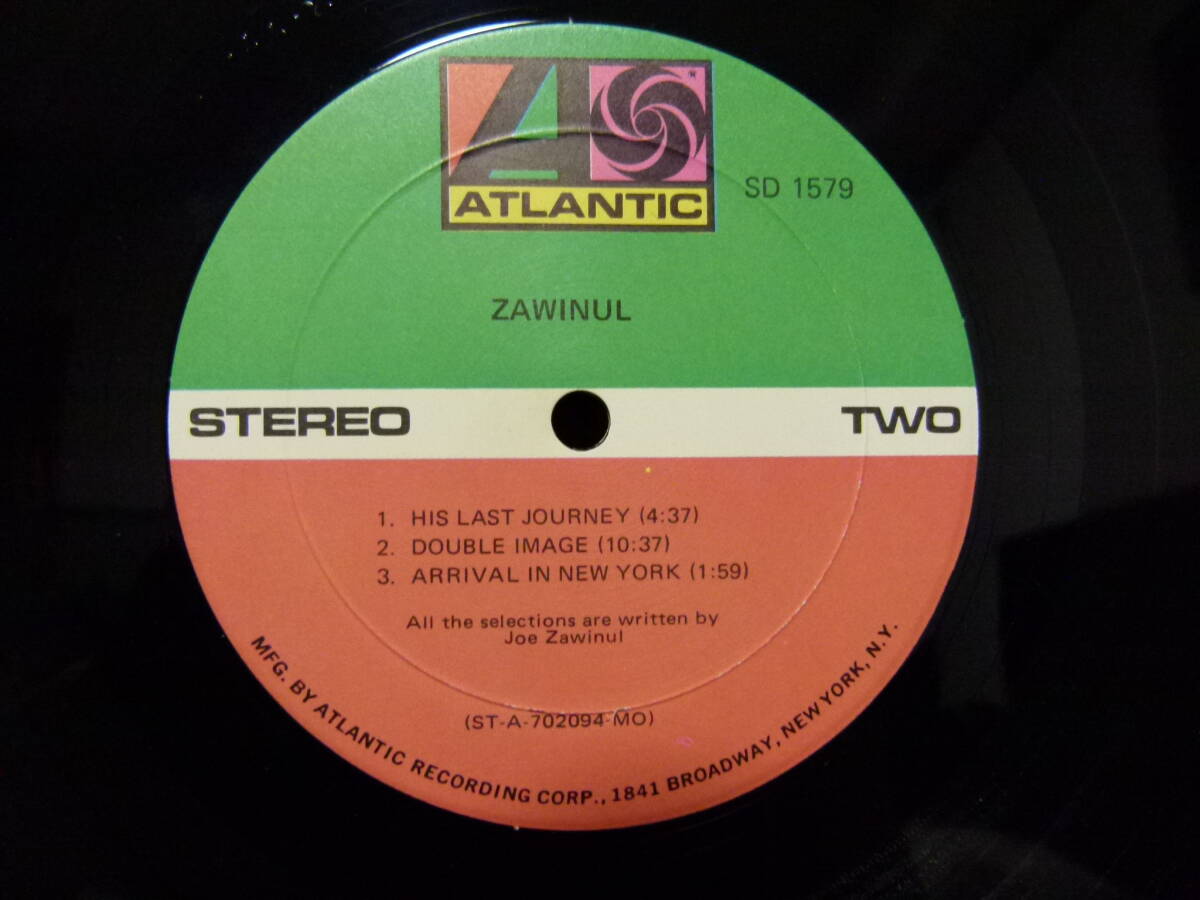 ATLANTIC
SD 1579
ZAWINUL
STEREO
TWO
1. HIS LAST JOURNEY (4:37)
2. DOUBLE IMAGE (10:37)
3. ARRIVAL IN NEW YORK (1:59)
All the selections are written by
Joe Zawinul
(ST-A-702094-MO)
MFG. BY ATLANTIC RECORDING CORP., 1841 BROADWAY, NEW YORK, N.Y.